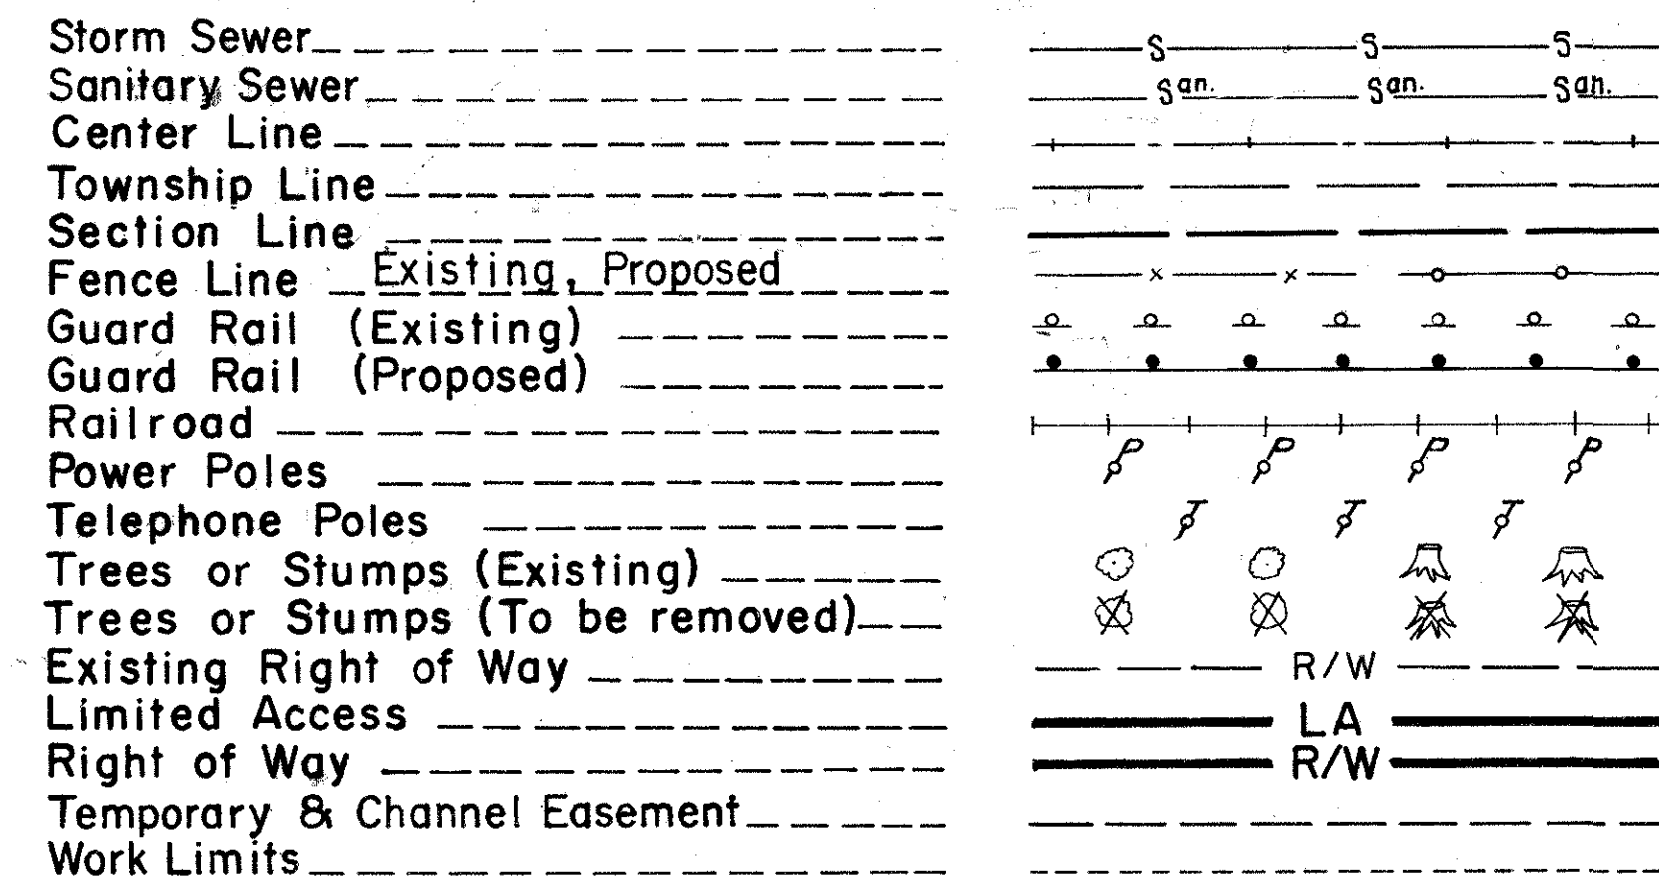 Storm Sewer S S S
Sanitary Sewer San. San. San.
Center Line
Township Line
Section Line
Fence Line Existing, Proposed x x
Guard Rail (Existing)
Guard Rail (Proposed)
Railroad
Power Poles P P P P
Telephone Poles T T T
Trees or Stumps (Existing)
Trees or Stumps (To be removed)
Existing Right of Way R/W
Limited Access LA
Right of Way R/W
Temporary & Channel Easement
Work Limits